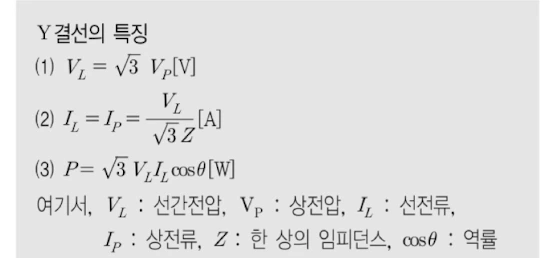 Y결선의 특징
(1) V_L = √3 V_P[V]
(2) I_L = I_P = V_L / √3 Z [A]
(3) P = √3 V_L I_L cosθ[W]
여기서, V_L : 선간전압, V_P : 상전압, I_L : 선전류,
I_P : 상전류, Z : 한 상의 임피던스, cosθ : 역률